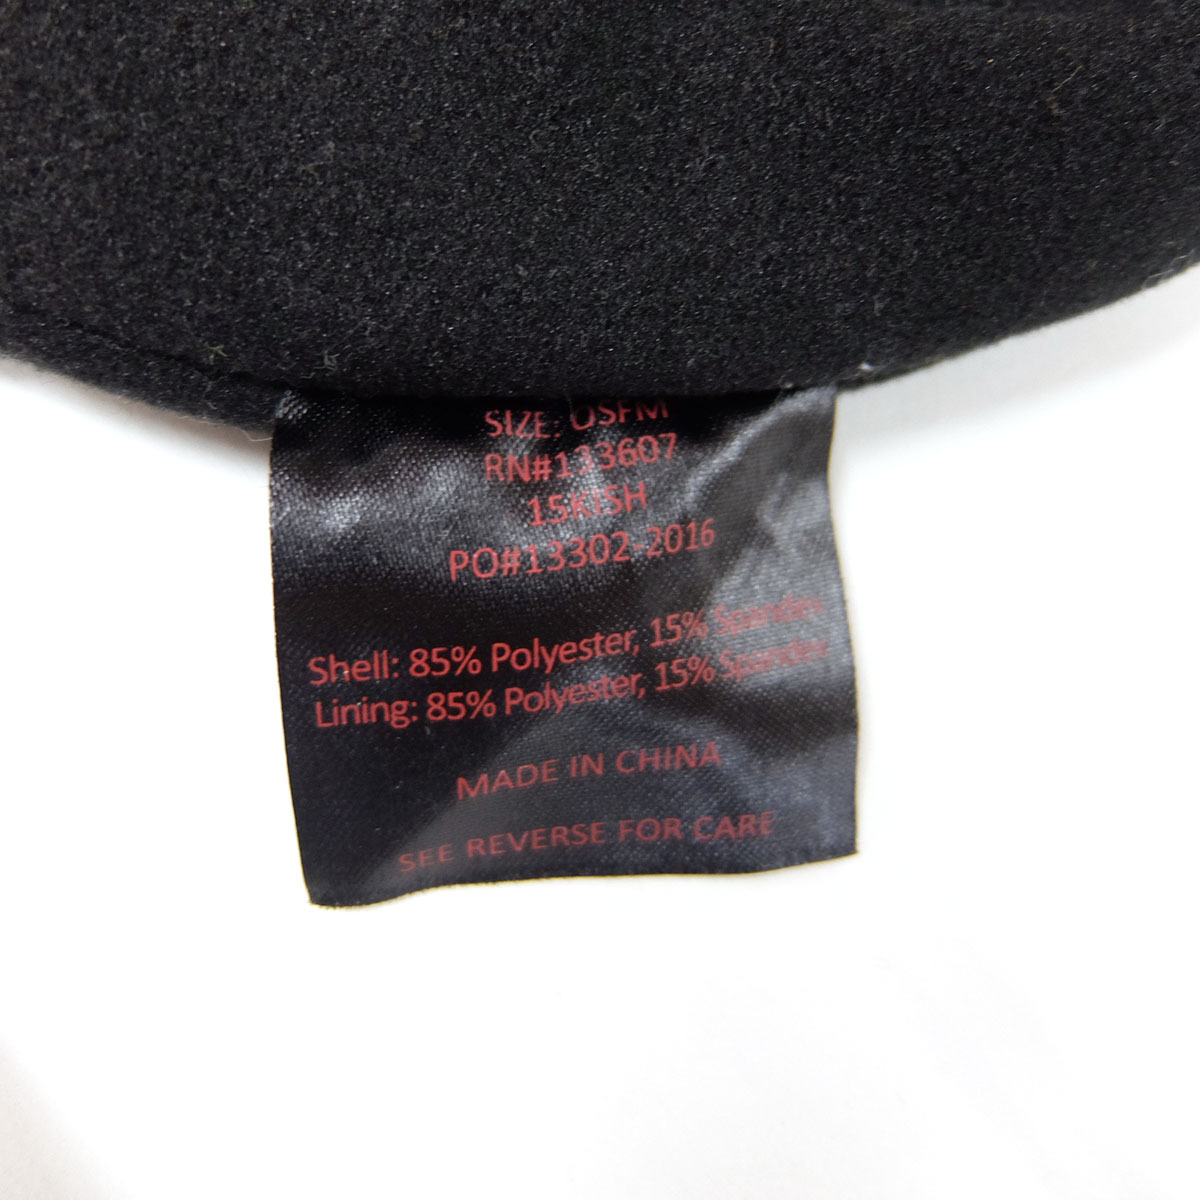 SIZE: OSFM
RN#133607
15KISH
PO#13302-2016
Shell: 85% Polyester, 15% Spandex
Lining: 85% Polyester, 15% Spandex
MADE IN CHINA
SEE REVERSE FOR CARE